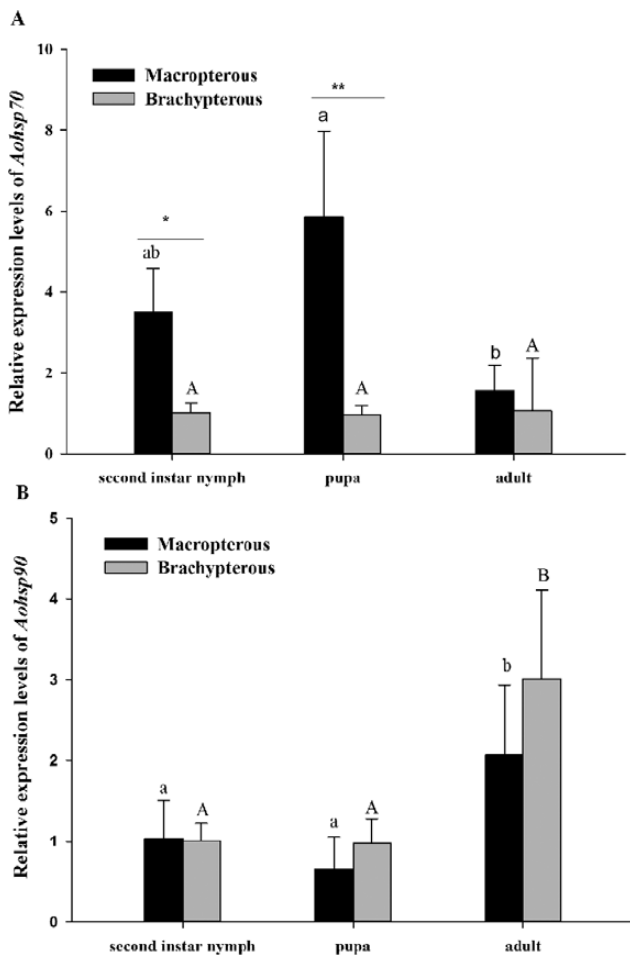 A
Relative expression levels of Aohsp70
10
8
6
4
2
0
Macropterous
Brachypterous
*
**
ab
A
a
A
b
A
second instar nymph pupa adult
B
Relative expression levels of Aohsp90
5
4
3
2
1
0
Macropterous
Brachypterous
a
A
a
A
b
B
second instar nymph pupa adult